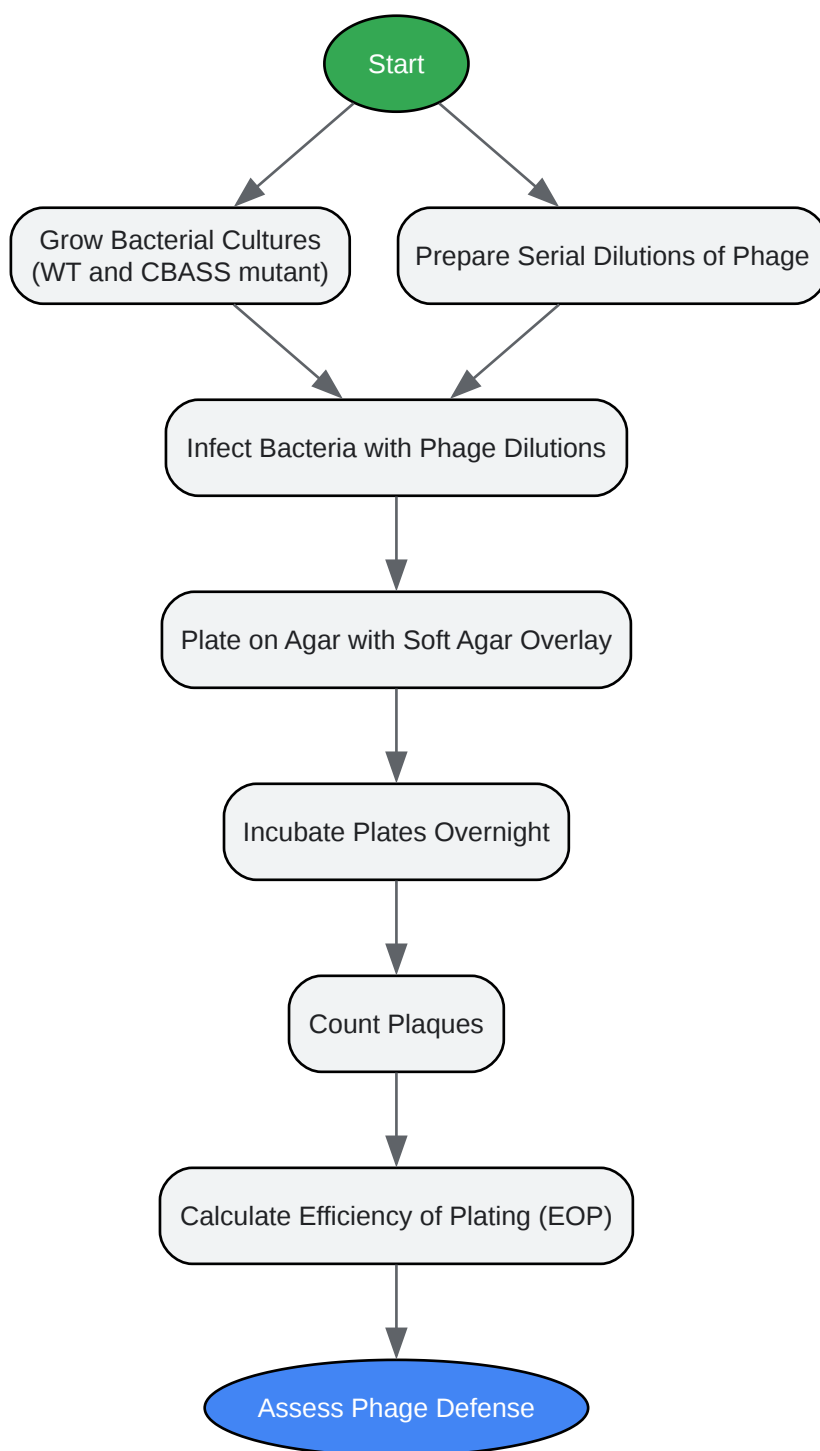 Start
Grow Bacterial Cultures
(WT and CBASS mutant)
Prepare Serial Dilutions of Phage
Infect Bacteria with Phage Dilutions
Plate on Agar with Soft Agar Overlay
Incubate Plates Overnight
Count Plaques
Calculate Efficiency of Plating (EOP)
Assess Phage Defense